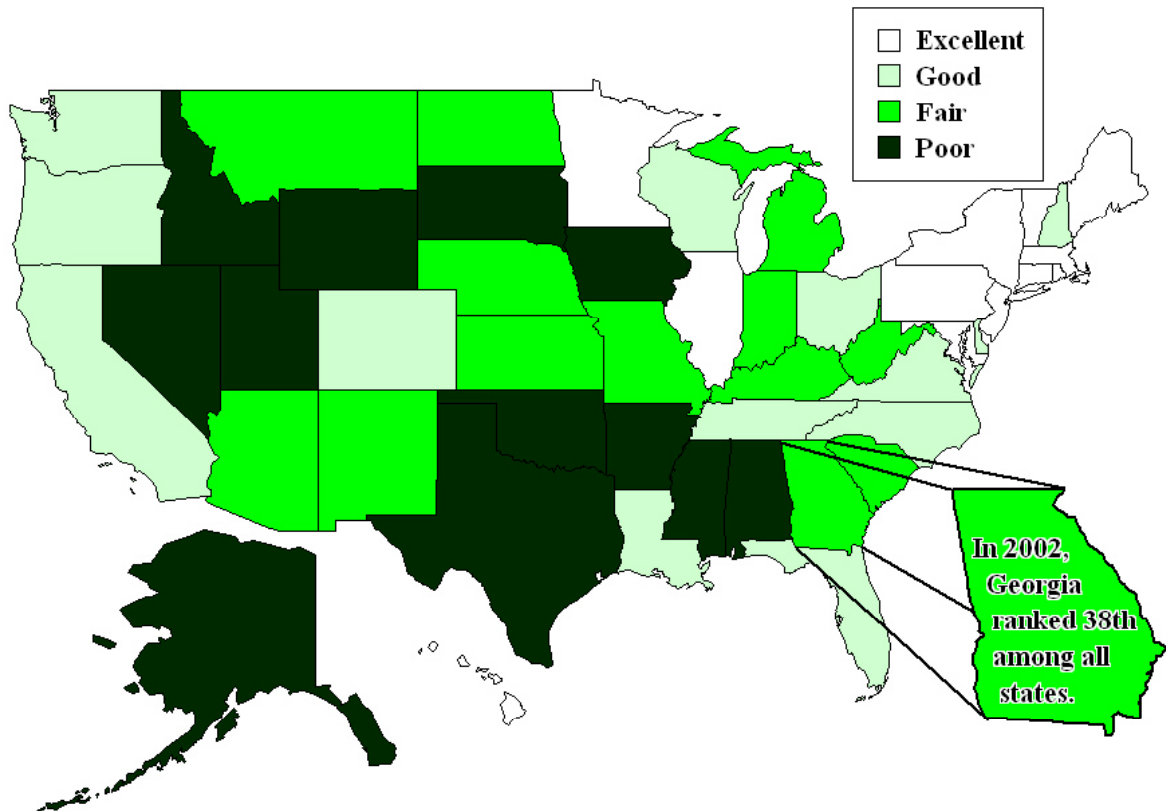 Excellent
Good
Fair
Poor
In 2002,
Georgia
ranked 38th
among all
states.